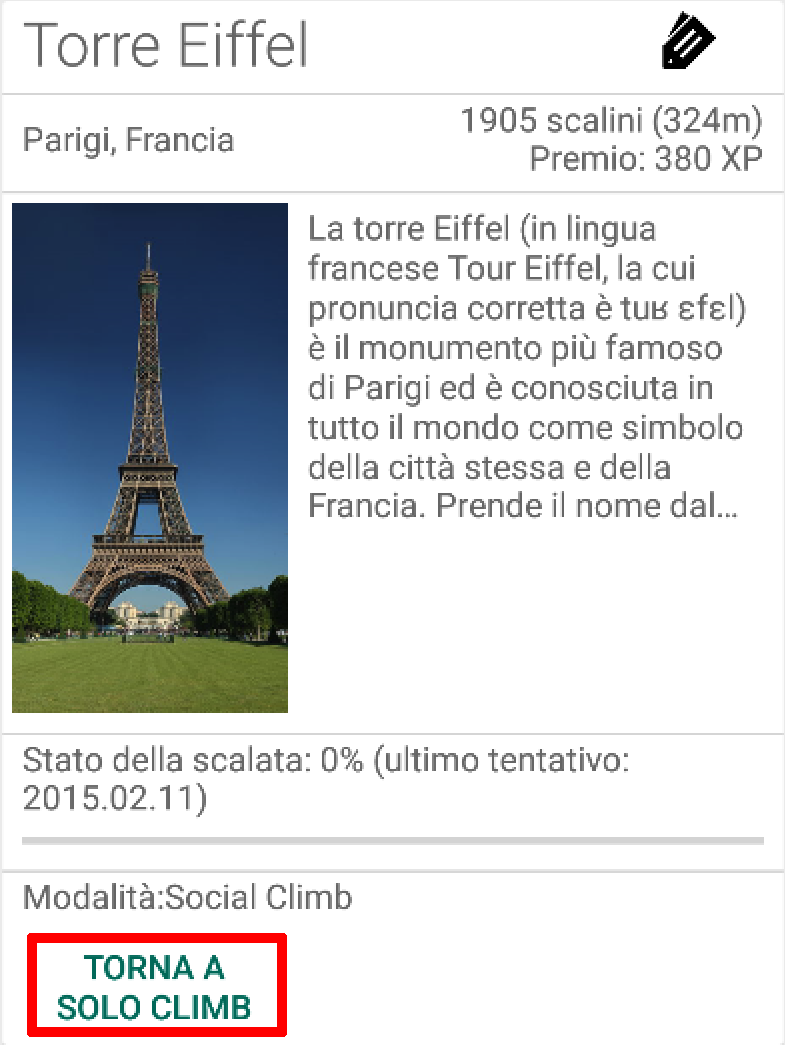 Torre Eiffel
Parigi, Francia
1905 scalini (324m)
Premio: 380 XP
La torre Eiffel (in lingua
francese Tour Eiffel, la cui
pronuncia corretta è tuʁ ɛfɛl)
è il monumento più famoso
di Parigi ed è conosciuta in
tutto il mondo come simbolo
della città stessa e della
Francia. Prende il nome dal…
Stato della scalata: 0% (ultimo tentativo:
2015.02.11)
Modalità:Social Climb
TORNA A
SOLO CLIMB